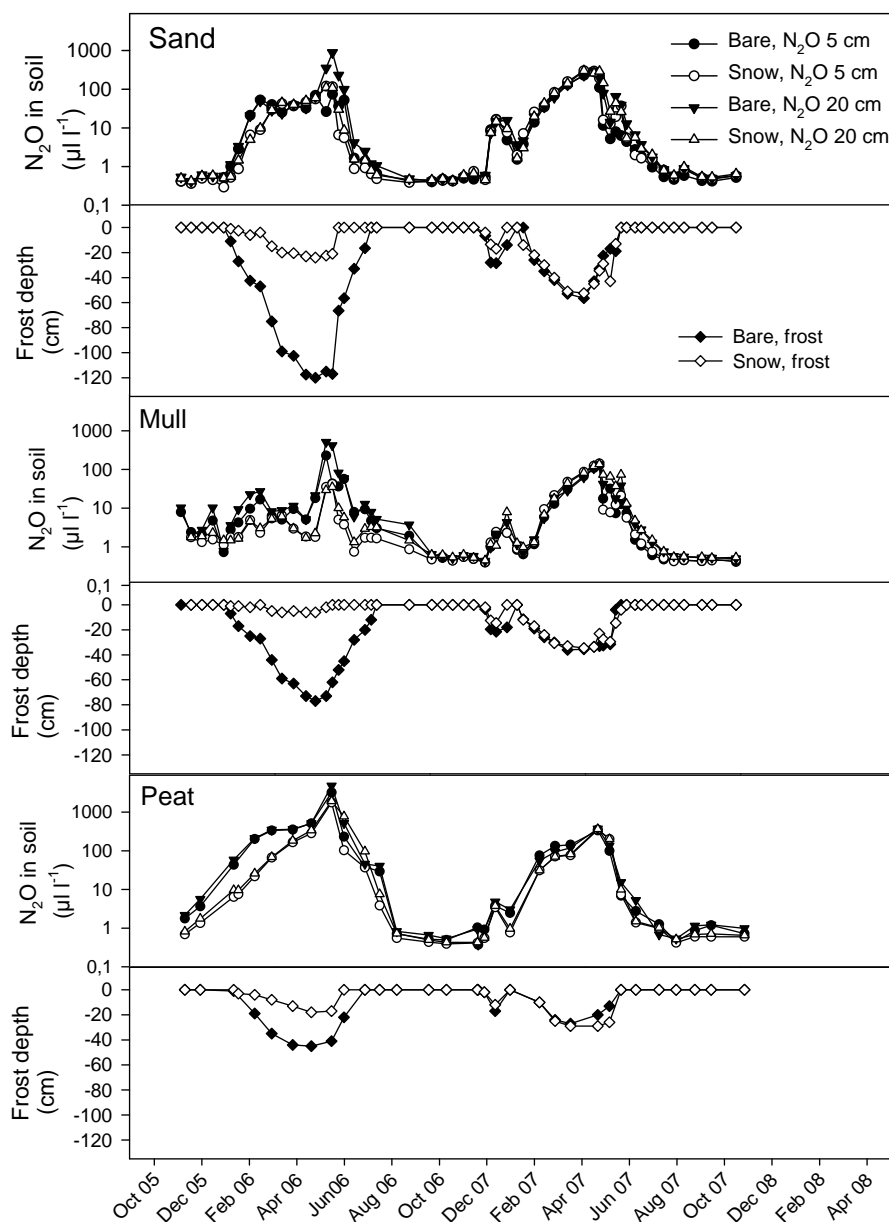 Sand
1000
100
10
1
0,1
N2O in soil
(µl l-1)
Bare, N2O 5 cm
Snow, N2O 5 cm
Bare, N2O 20 cm
Snow, N2O 20 cm
0
-20
-40
-60
-80
-100
-120
Frost depth
(cm)
Bare, frost
Snow, frost
Mull
1000
100
10
1
0,1
N2O in soil
(µl l-1)
0
-20
-40
-60
-80
-100
-120
Frost depth
(cm)
Peat
1000
100
10
1
0,1
N2O in soil
(µl l-1)
0
-20
-40
-60
-80
-100
-120
Frost depth
(cm)
Oct 05
Dec 05
Feb 06
Apr 06
Jun 06
Aug 06
Oct 06
Dec 07
Feb 07
Apr 07
Jun 07
Aug 07
Oct 07
Dec 08
Feb 08
Apr 08